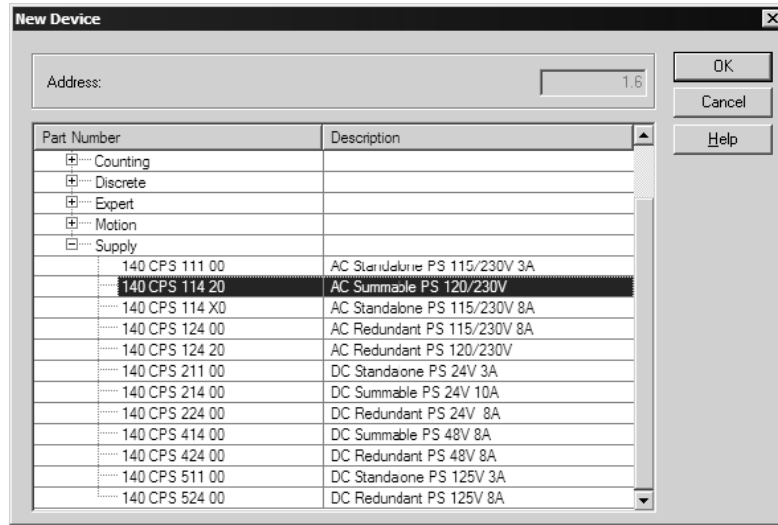 New Device
Address: 1.6
OK
Cancel
Help
Part Number Description
Counting
Discrete
Expert
Motion
Supply
140 CPS 111 00 AC Standalone PS 115/230V 3A
140 CPS 114 20 AC Summable PS 120/230V
140 CPS 114 X0 AC Standalone PS 115/230V 8A
140 CPS 124 00 AC Redundant PS 115/230V 8A
140 CPS 124 20 AC Redundant PS 120/230V
140 CPS 211 00 DC Standalone PS 24V 3A
140 CPS 214 00 DC Summable PS 24V 10A
140 CPS 224 00 DC Redundant PS 24V 8A
140 CPS 414 00 DC Summable PS 48V 8A
140 CPS 424 00 DC Redundant PS 48V 8A
140 CPS 511 00 DC Standalone PS 125V 3A
140 CPS 524 00 DC Redundant PS 125V 8A